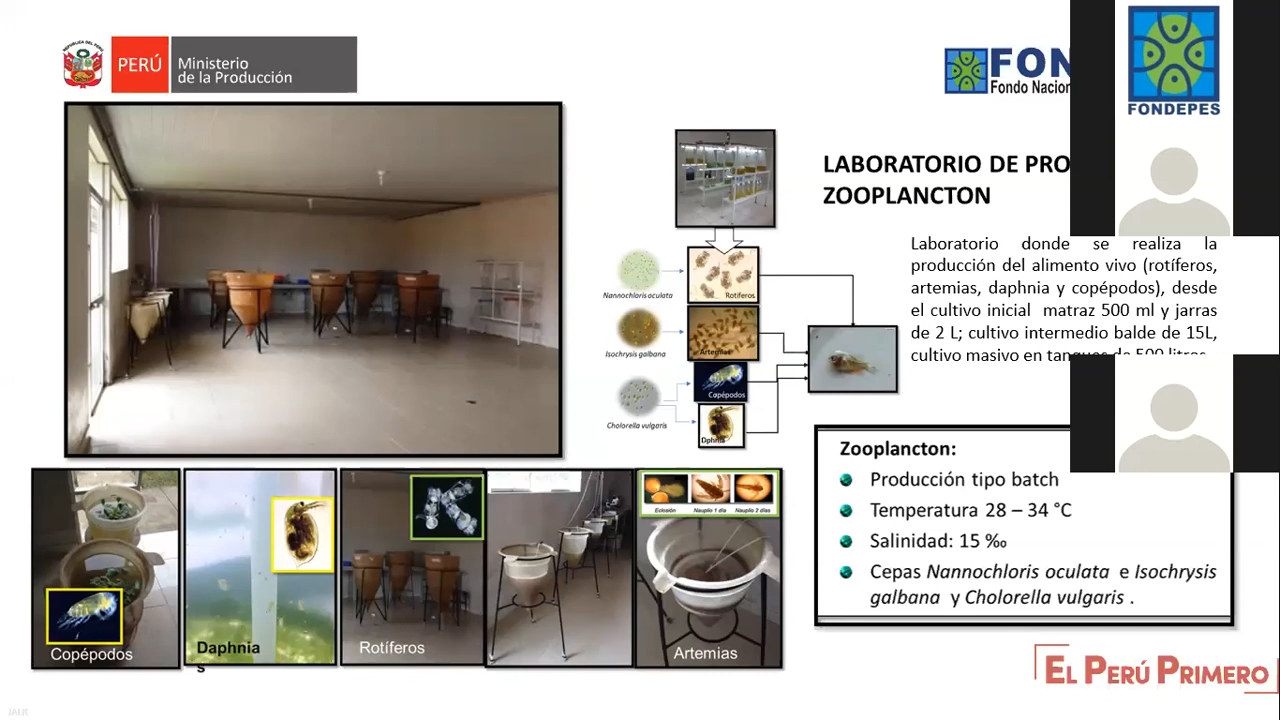 REPÚBLICA DEL PERÚ
PERÚ
Ministerio
de la Producción
FON
Fondo Nacion
FONDEPES
LABORATORIO DE PRO
ZOOPLANCTON
Laboratorio donde se realiza la
producción del alimento vivo (rotíferos,
artemias, daphnia y copépodos), desde
el cultivo inicial matraz 500 ml y jarras
de 2 L; cultivo intermedio balde de 15L,
cultivo masivo en tanques de 500 litros
Nannochloris oculata
Rotíferos
Isochrysis galbana
Artemias
Copépodos
Cholorella vulgaris
Dphnia
Zooplancton:
Producción tipo batch
Temperatura 28 – 34 °C
Salinidad: 15 ‰
Cepas Nannochloris oculata e Isochrysis
galbana y Cholorella vulgaris .
Copépodos
Daphnia
s
Rotíferos
Eclosión
Nauplio 1 día
Nauplio 2 días
Artemias
EL PERÚ PRIMERO
JALR